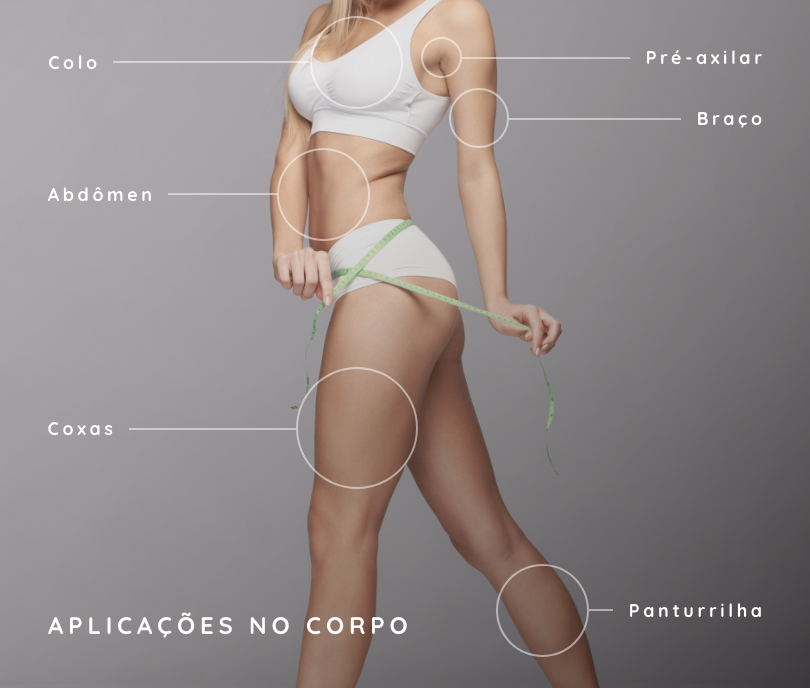 Colo
Pré-axilar
Braço
Abdômen
Coxas
Panturrilha
APLICAÇÕES NO CORPO